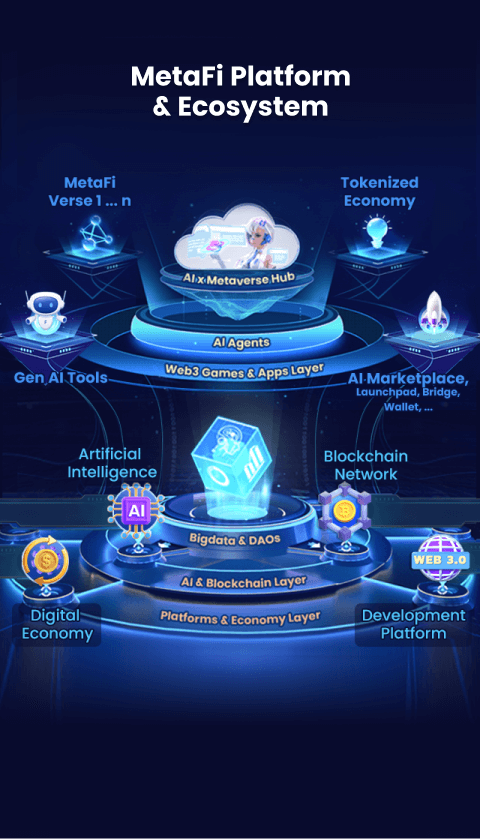 MetaFi Platform
& Ecosystem
MetaFi
Verse 1 ... n
Tokenized
Economy
AI x Metaverse Hub
AI Agents
Web3 Games & Apps Layer
Gen AI Tools
AI Marketplace,
Launchpad, Bridge,
Wallet, ...
Artificial
Intelligence
Blockchain
Network
AI
Bigdata & DAOs
WEB 3.0
AI & Blockchain Layer
Platforms & Economy Layer
Digital
Economy
Development
Platform